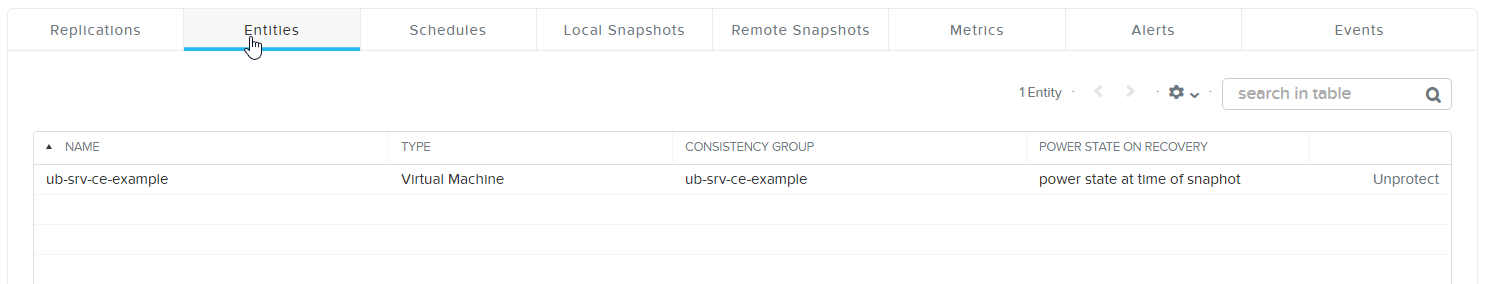 Replications Entities Schedules Local Snapshots Remote Snapshots Metrics Alerts Events
1 Entity · · · search in table
NAME TYPE CONSISTENCY GROUP POWER STATE ON RECOVERY
ub-srv-ce-example Virtual Machine ub-srv-ce-example power state at time of snaphot Unprotect